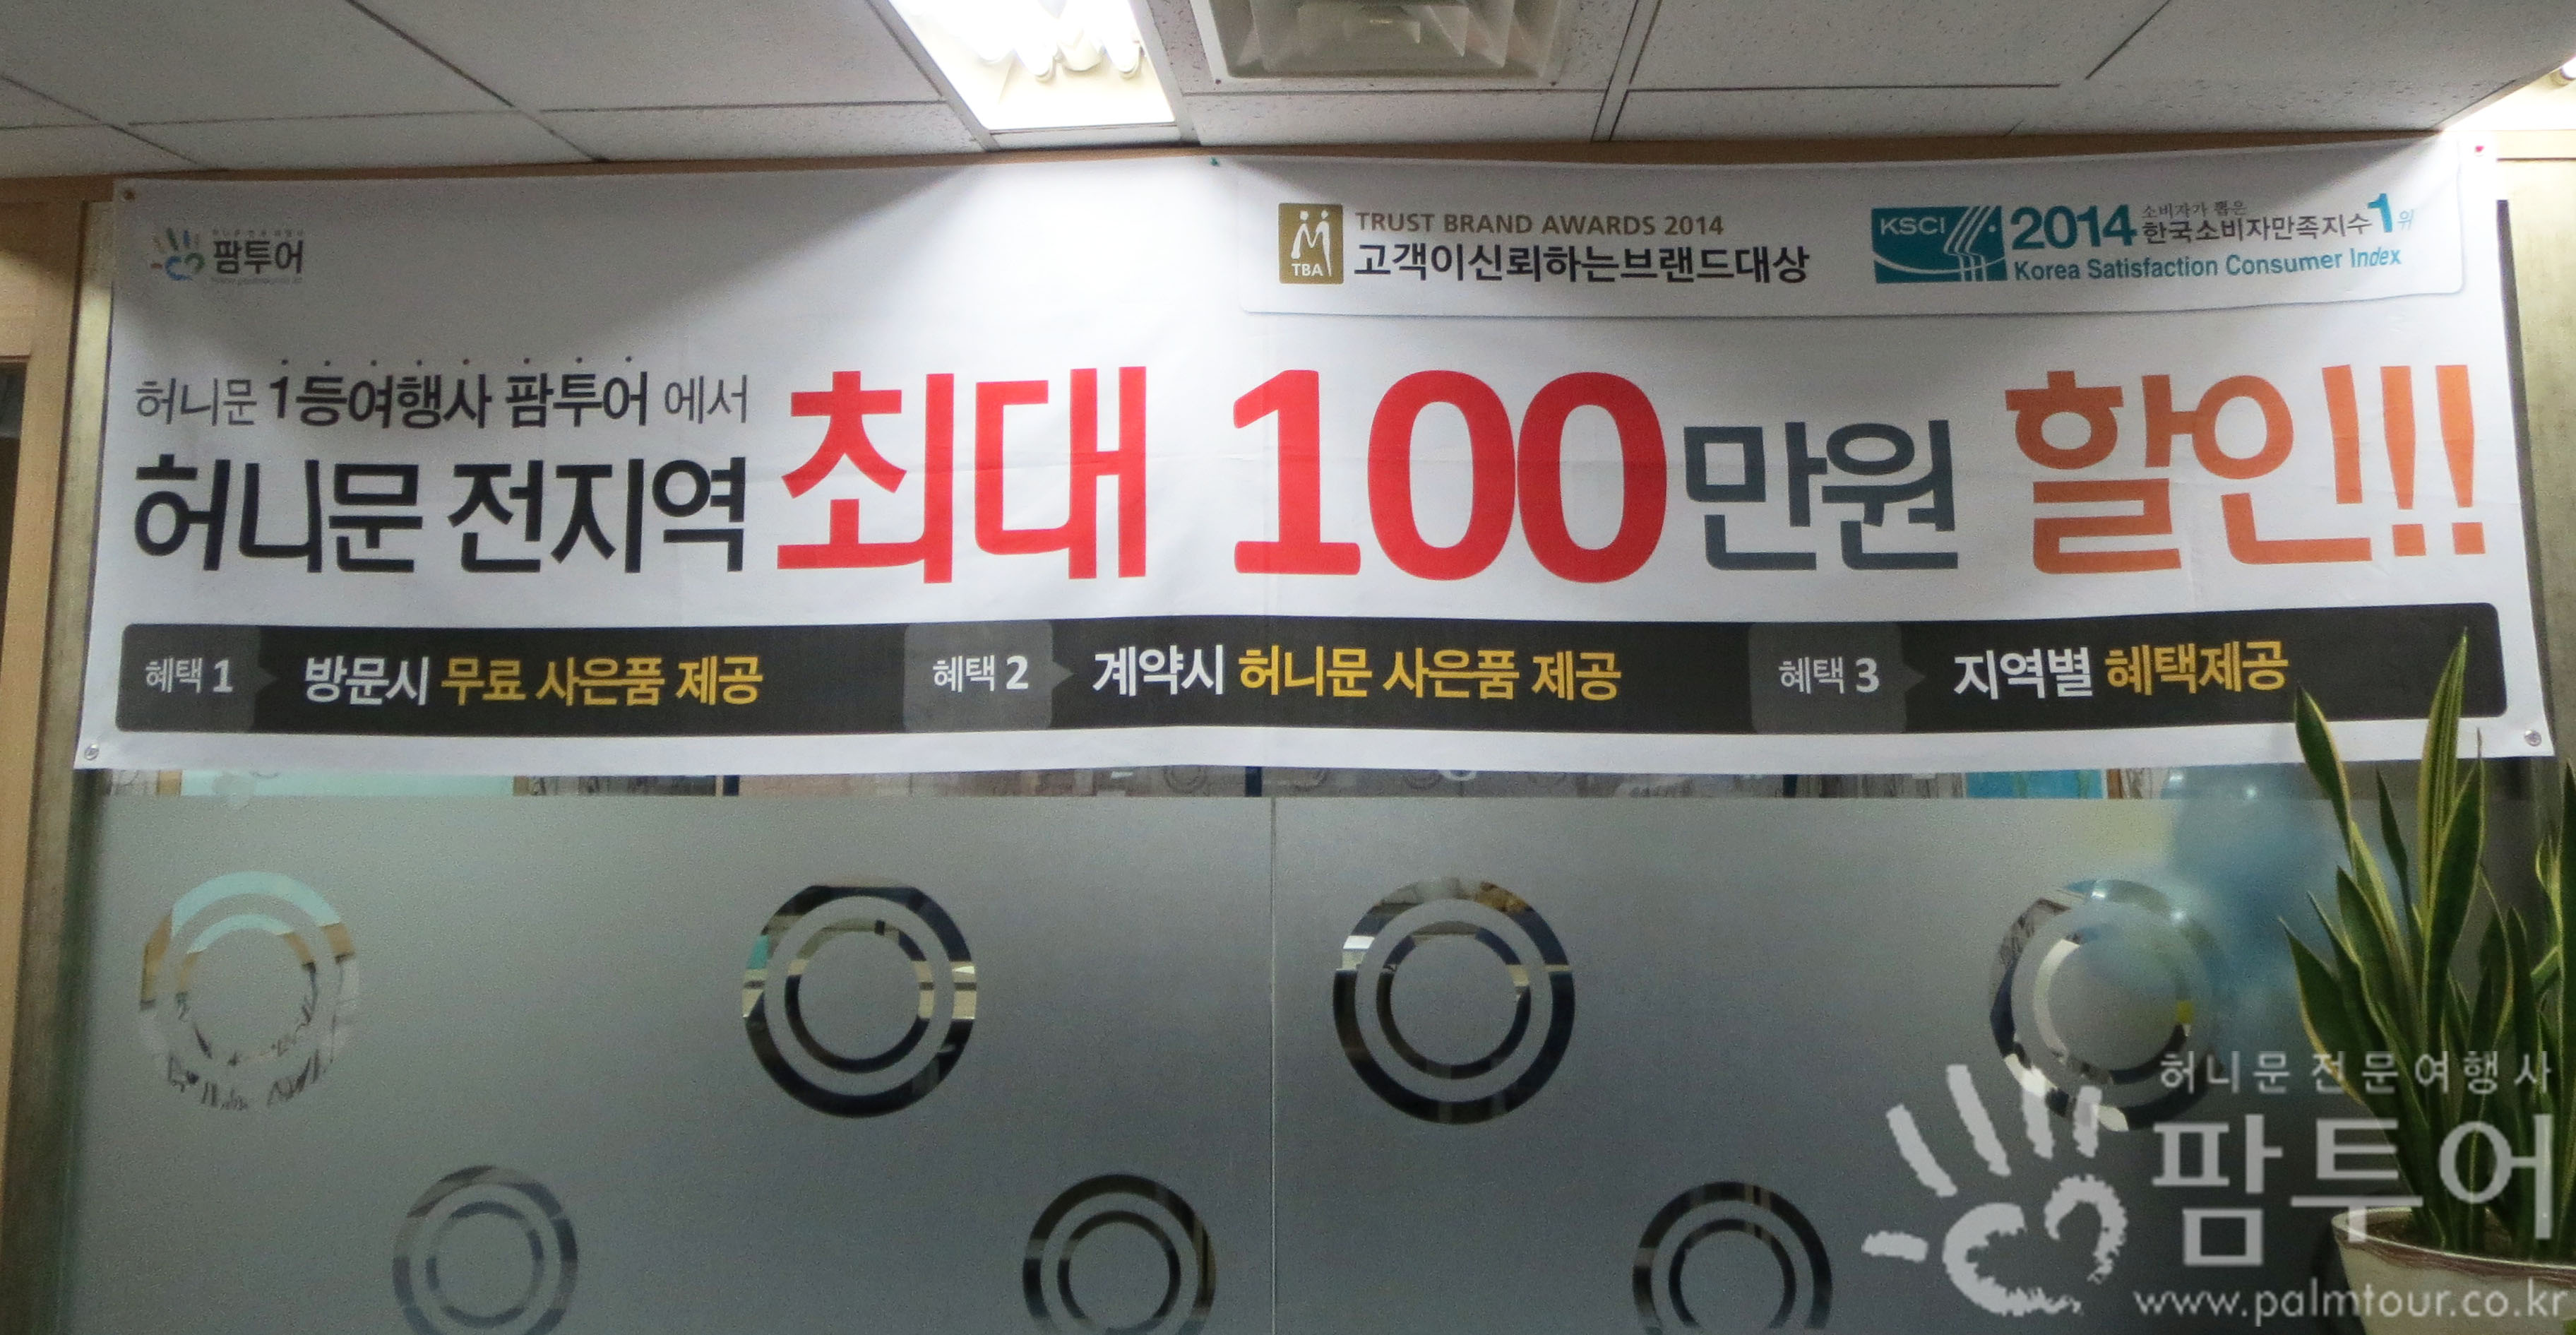 팜투어
TBA
TRUST BRAND AWARDS 2014
고객이신뢰하는브랜드대상
KSCI
2014 소비자가 뽑은 한국소비자만족지수 1위
Korea Satisfaction Consumer Index
허니문 1등여행사 팜투어 에서
허니문 전지역 최대 100만원 할인!!
혜택 1 방문시 무료 사은품 제공
혜택 2 계약시 허니문 사은품 제공
혜택 3 지역별 혜택제공
허니문전문여행사
팜투어
www.palmtour.co.kr